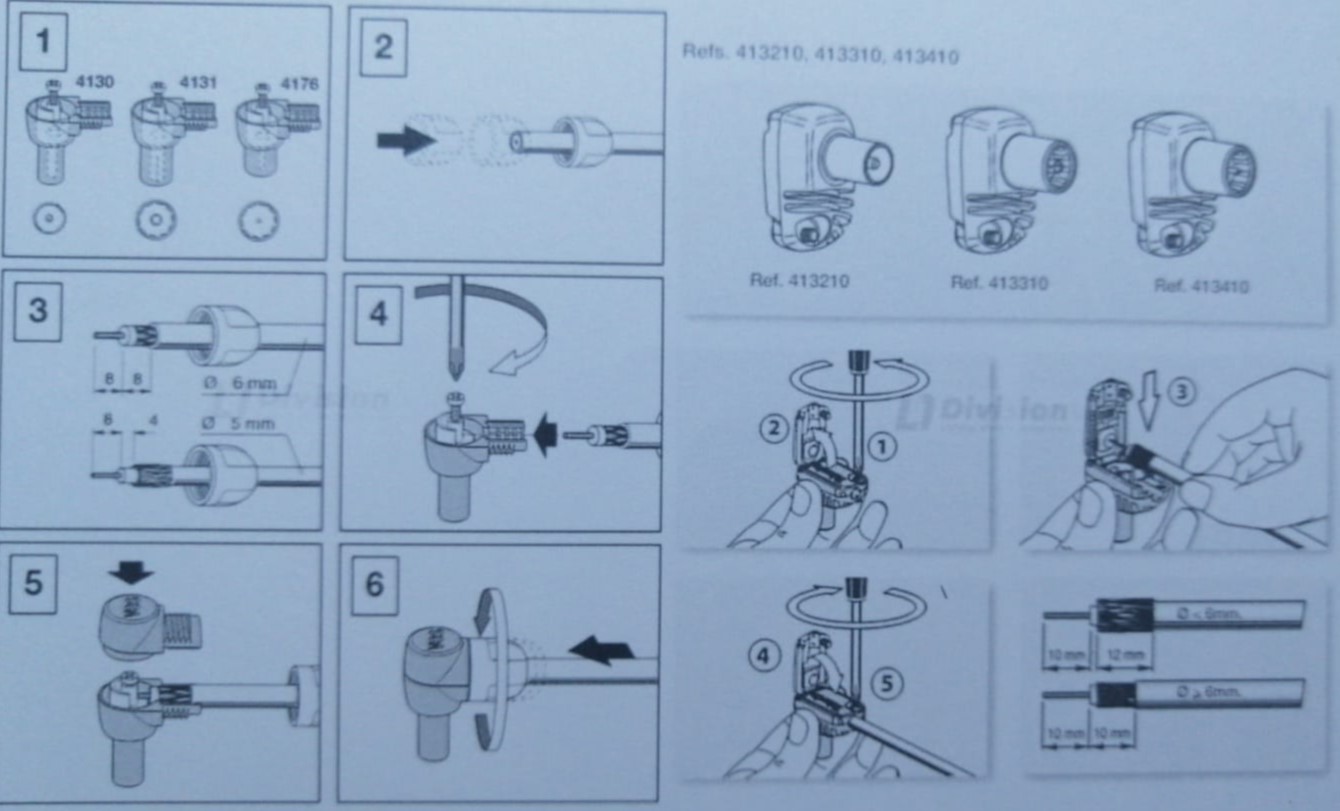 1
4130 4131 4176
2
3
8 8
Ø 6 mm
8 4
Ø 5 mm
4
5
6
Refs. 413210, 413310, 413410
Ref. 413210 Ref. 413310 Ref. 413410
2 1
3
4 5
Ø < 6mm.
10 mm 12 mm
Ø ⩾ 6mm.
10 mm 10 mm
Division
Division